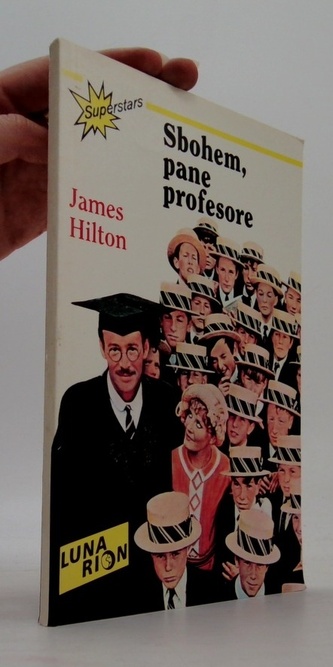 Superstars
Sbohem,
pane
profesore
James
Hilton
LUNA
RION